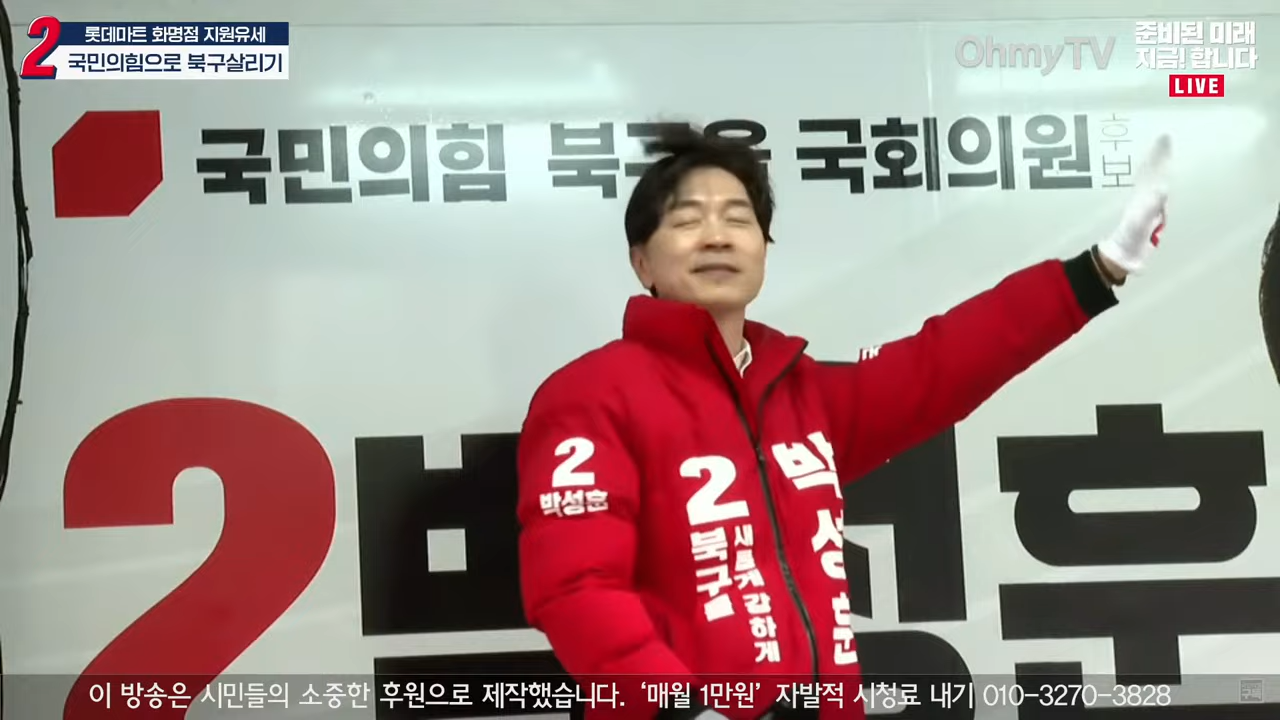 2
롯데마트 화명점 지원유세
국민의힘으로 북구살리기
OhmyTV
준비된 미래
지금! 합니다
LIVE
국민의힘 북구을 국회의원
후보
2 박성훈
2
박성훈
2
북구를
새롭게 강하게
박성훈
이 방송은 시민들의 소중한 후원으로 제작했습니다. ‘매월 1만원’ 자발적 시청료 내기 010-3270-3828